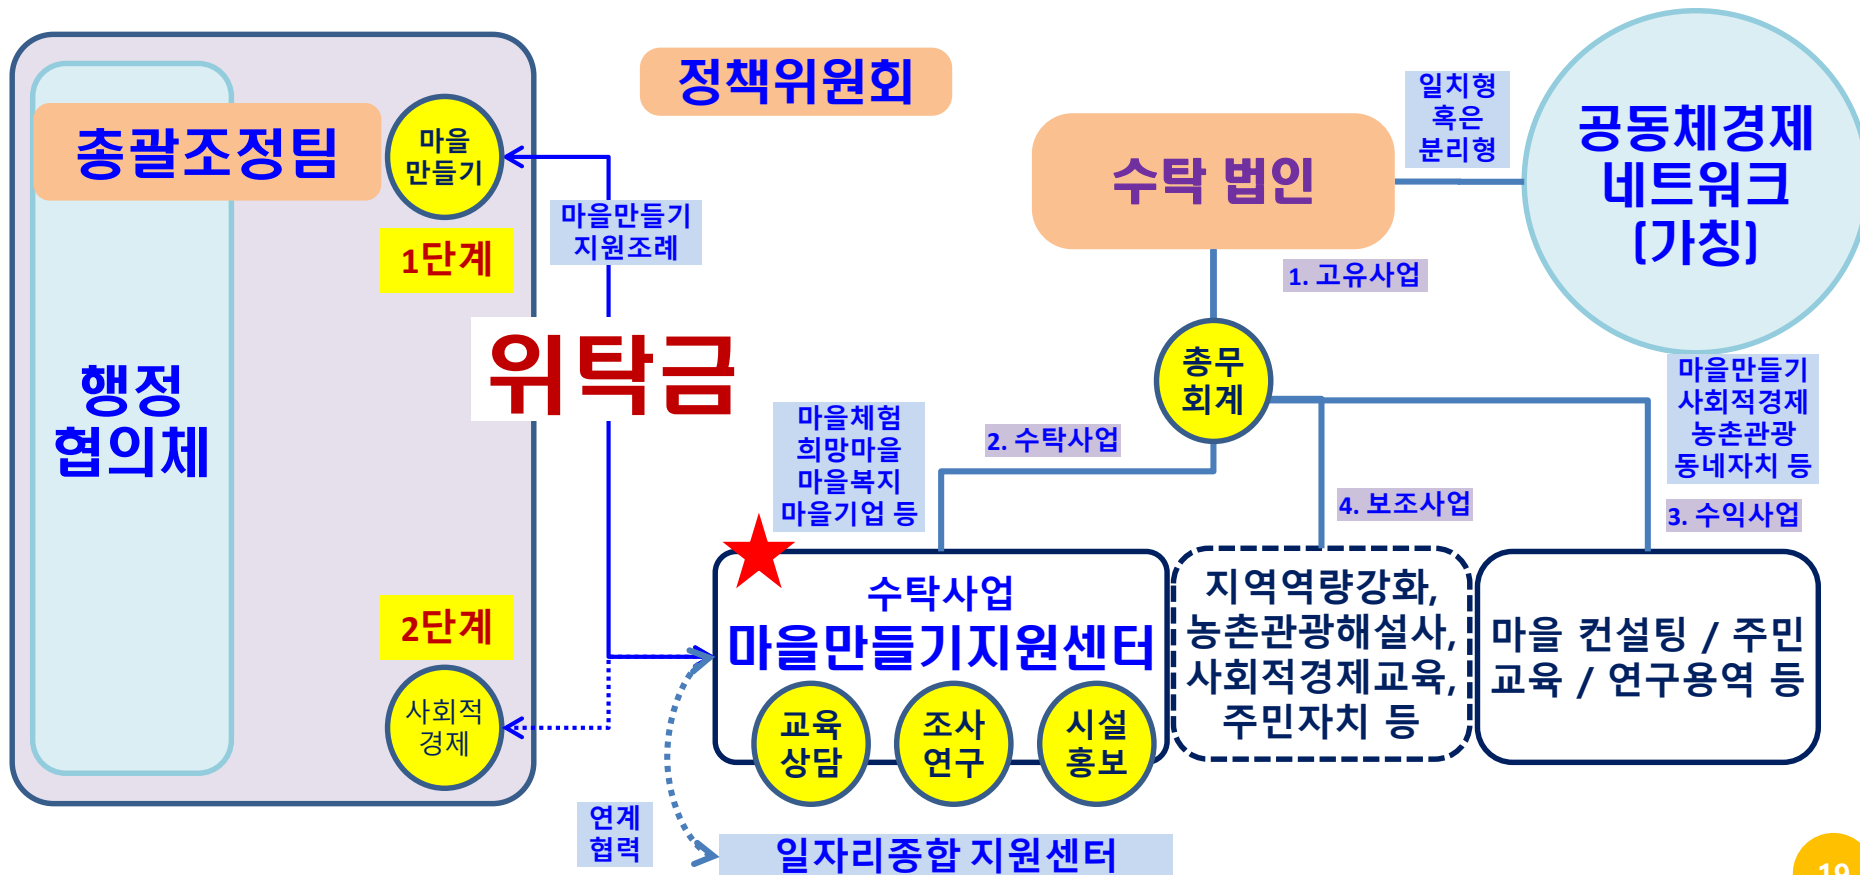 정책위원회
총괄조정팀
마을
만들기
1단계
행정
협의체
2단계
사회적
경제
마을만들기
지원조례
위탁금
수탁 법인
일치형
혹은
분리형
공동체경제
네트워크
(가칭)
1. 고유사업
총무
회계
마을만들기
사회적경제
농촌관광
동네자치 등
마을체험
희망마을
마을복지
마을기업 등
2. 수탁사업
4. 보조사업
3. 수익사업
수탁사업
마을만들기지원센터
교육
상담
조사
연구
시설
홍보
지역역량강화,
농촌관광해설사,
사회적경제교육,
주민자치 등
마을 컨설팅 / 주민
교육 / 연구용역 등
연계
협력
일자리종합 지원센터
19